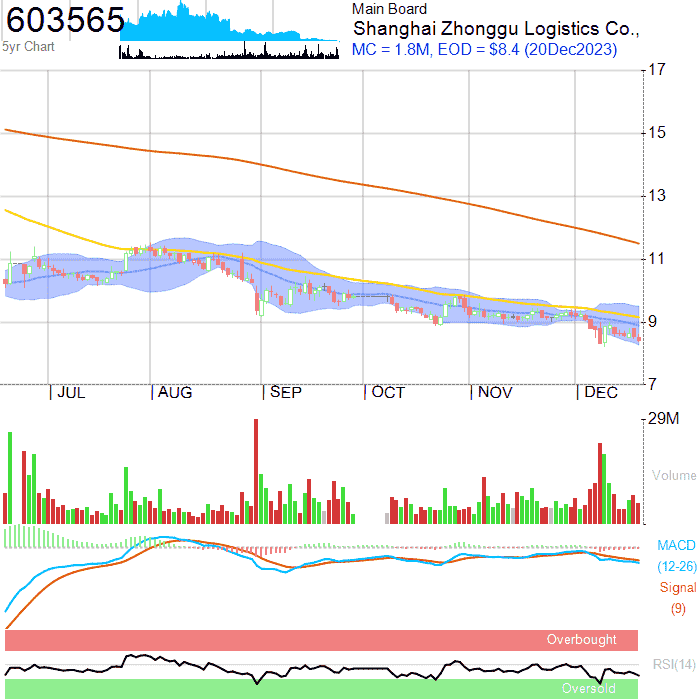 603565
Main Board
Shanghai Zhonggu Logistics Co.,
5yr Chart
MC = 1.8M, EOD = $8.4 (20Dec2023)
17
15
13
11
9
7
JUL AUG SEP OCT NOV DEC
29M
Volume
MACD
(12-26)
Signal
(9)
Overbought
RSI(14)
Oversold